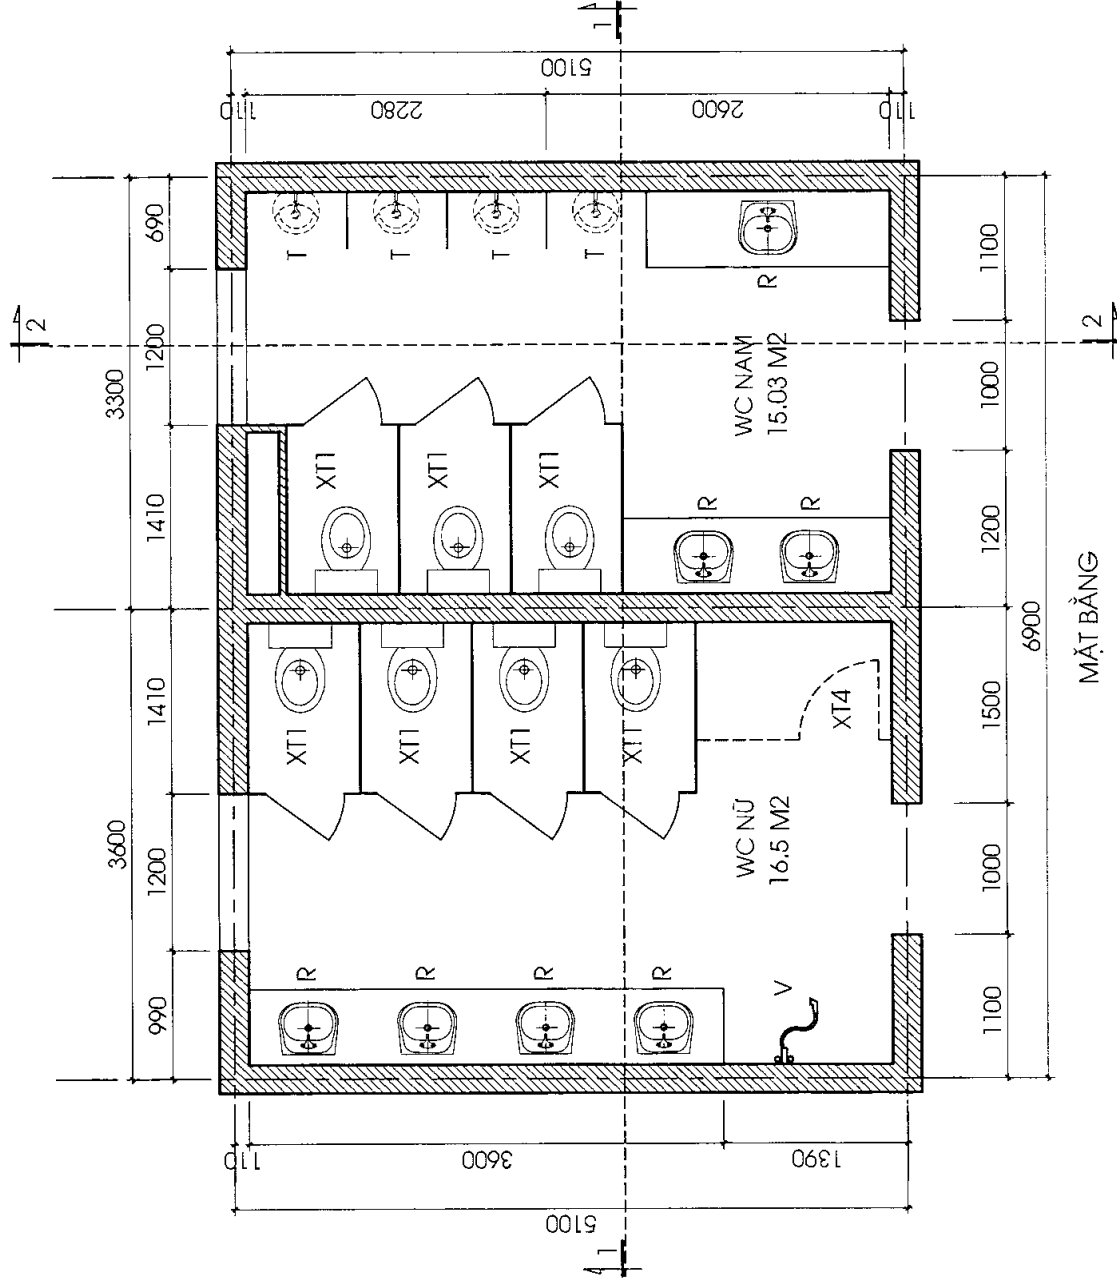 2
3600 3300
990 1200 1410 1410 1200 690
110 110
R XT1 XT1 T
2280
R XT1 XT1 T
3600
R XT1 XT1 T
5100 5100
1 1
R XT1 T
R
2600
WC NỮ WC NAM
16.5 M2 15.03 M2
R
V XT4 R
1390
110
1100 1000 1500 1200 1000 1100
6900
MẶT BẰNG
2